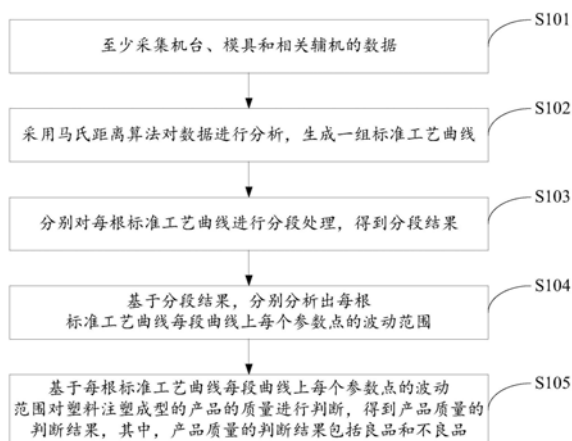 S101
至少采集机台、模具和相关辅机的数据
S102
采用马氏距离算法对数据进行分析，生成一组标准工艺曲线
S103
分别对每根标准工艺曲线进行分段处理，得到分段结果
S104
基于分段结果，分别分析出每根
标准工艺曲线每段曲线上每个参数点的波动范围
S105
基于每根标准工艺曲线每段曲线上每个参数点的波动
范围对塑料注塑成型的产品的质量进行判断，得到产品质量的
判断结果，其中，产品质量的判断结果包括良品和不良品